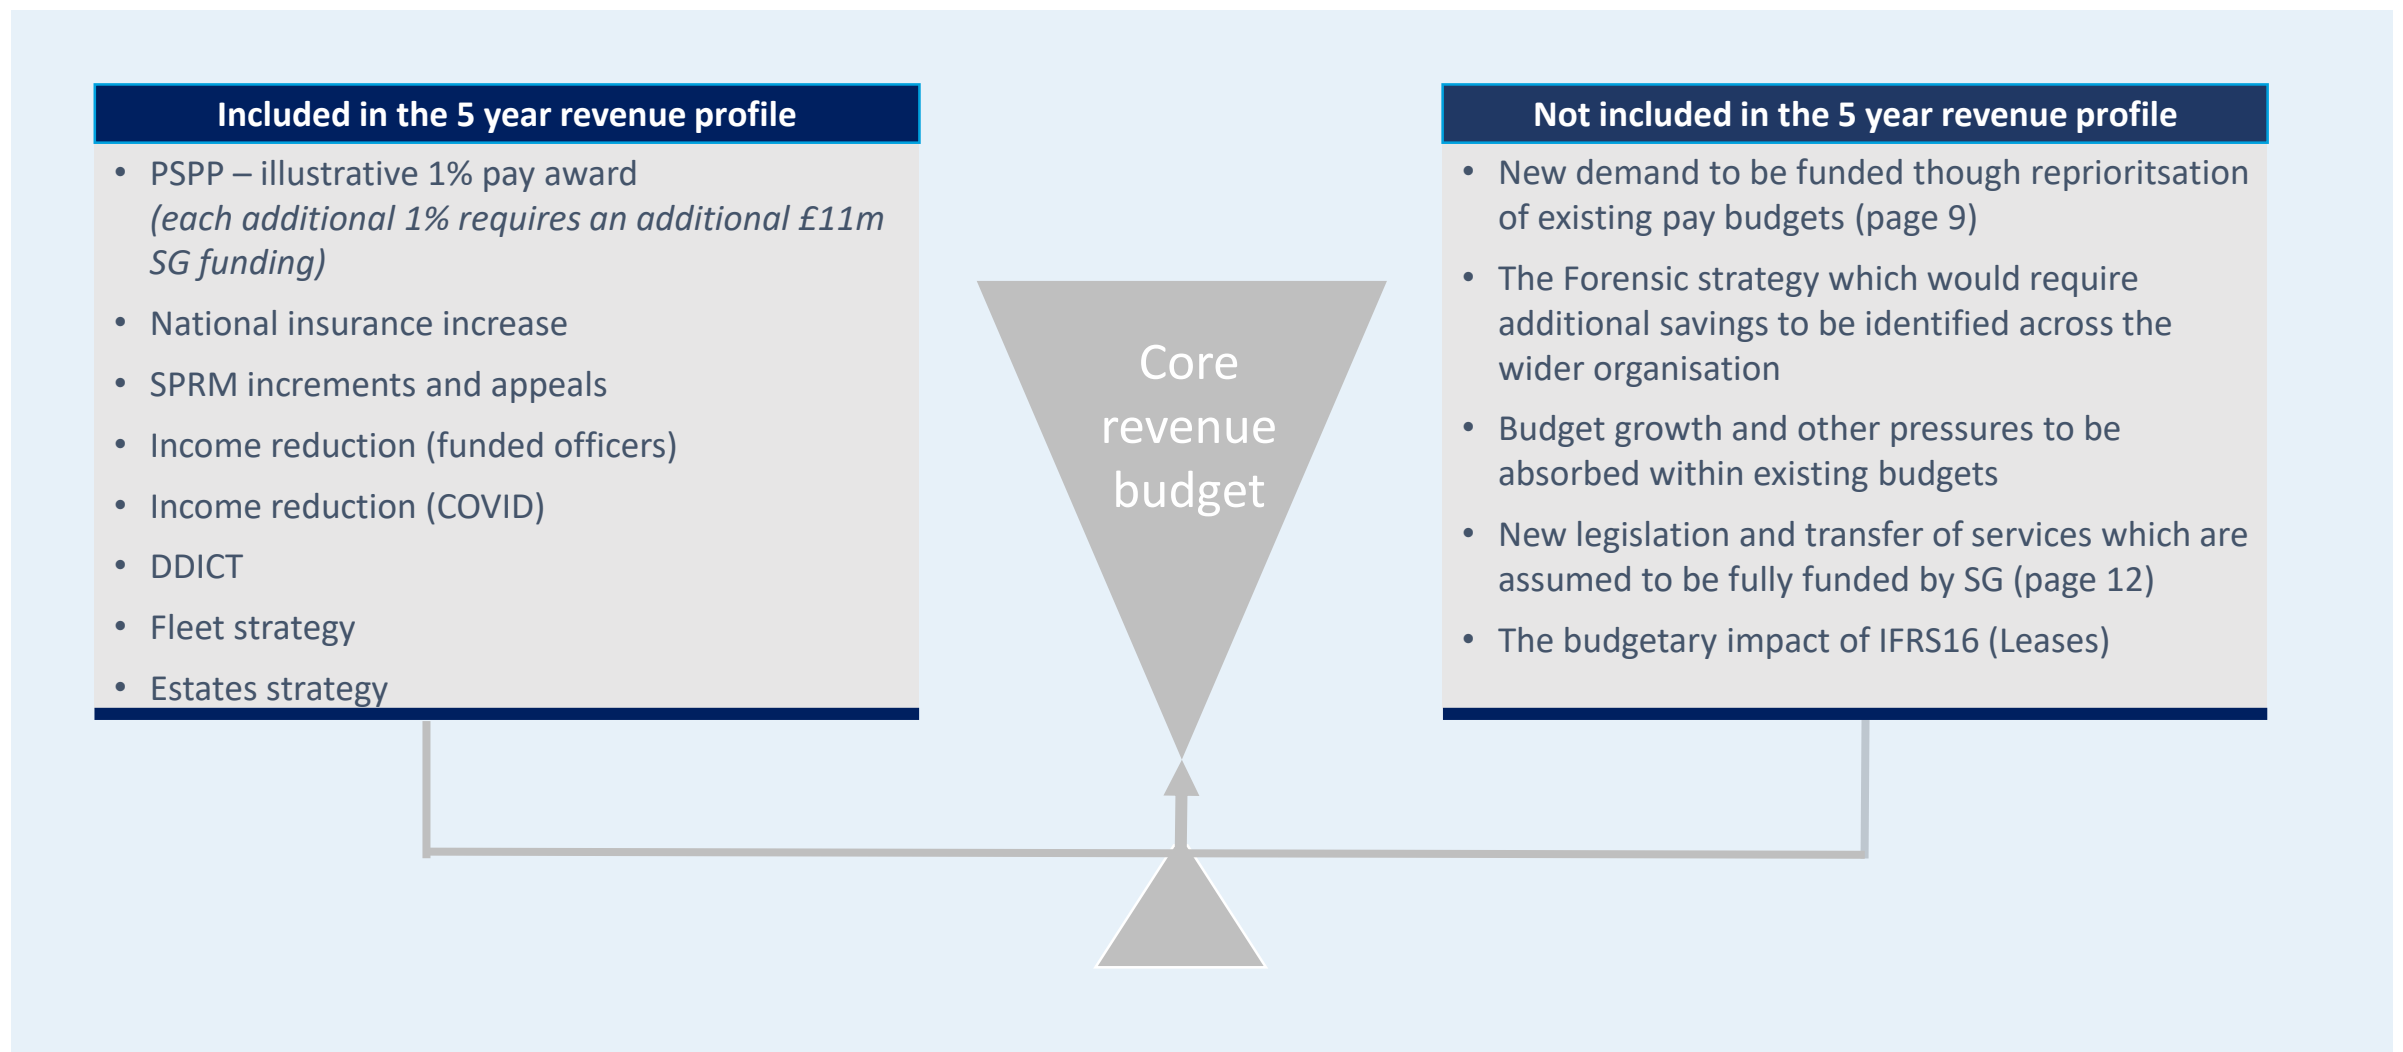 Included in the 5 year revenue profile
• PSPP – illustrative 1% pay award
(each additional 1% requires an additional £11m
SG funding)
• National insurance increase
• SPRM increments and appeals
• Income reduction (funded officers)
• Income reduction (COVID)
• DDICT
• Fleet strategy
• Estates strategy
Core
revenue
budget
Not included in the 5 year revenue profile
• New demand to be funded though reprioritsation
of existing pay budgets (page 9)
• The Forensic strategy which would require
additional savings to be identified across the
wider organisation
• Budget growth and other pressures to be
absorbed within existing budgets
• New legislation and transfer of services which are
assumed to be fully funded by SG (page 12)
• The budgetary impact of IFRS16 (Leases)